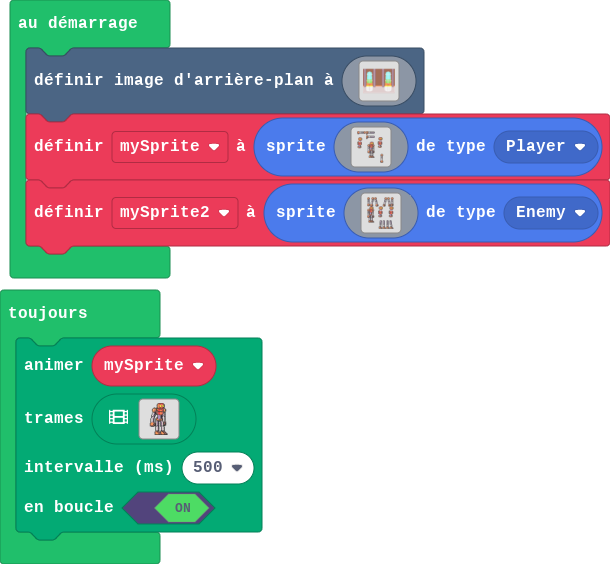 au démarrage
définir image d'arrière-plan à
définir mySprite à sprite de type Player
définir mySprite2 à sprite de type Enemy
toujours
animer mySprite
trames
intervalle (ms) 500
en boucle ON